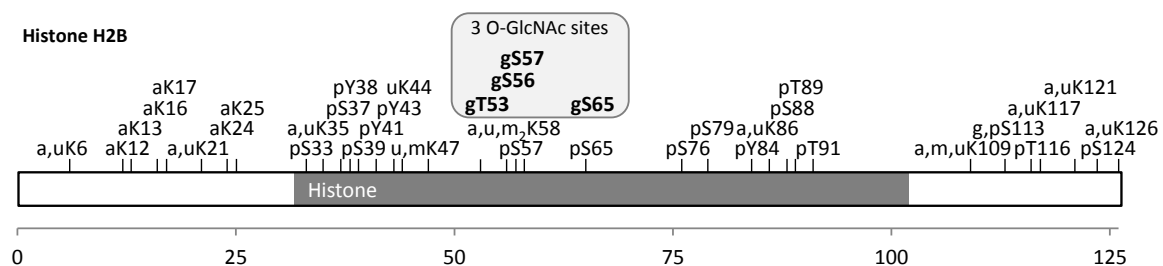 3 O-GlcNAc sites
Histone H2B
gS57
aK17 pY38 uK44 gS56 pT89 a,uK121
aK16 aK25 pS37 pY43 gT53 gS65 pS88 a,uK117
aK13 aK24 a,uK35 pY41 a,u,m₂K58 pS79 a,uK86 g,pS113 a,uK126
a,uK6 aK12 a,uK21 pS33 pS39 u,mK47 pS57 pS65 pS76 pY84 pT91 a,m,uK109 pT116 pS124
Histone
0 25 50 75 100 125